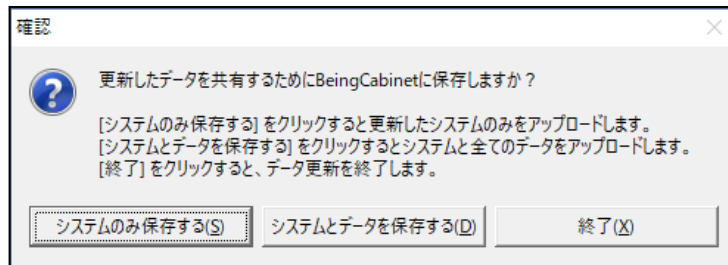 確認
更新したデータを共有するためにBeingCabinetに保存しますか？
[システムのみ保存する] をクリックすると更新したシステムのみをアップロードします。
[システムとデータを保存する] をクリックするとシステムと全てのデータをアップロードします。
[終了] をクリックすると、データ更新を終了します。
システムのみ保存する(S)
システムとデータを保存する(D)
終了(X)